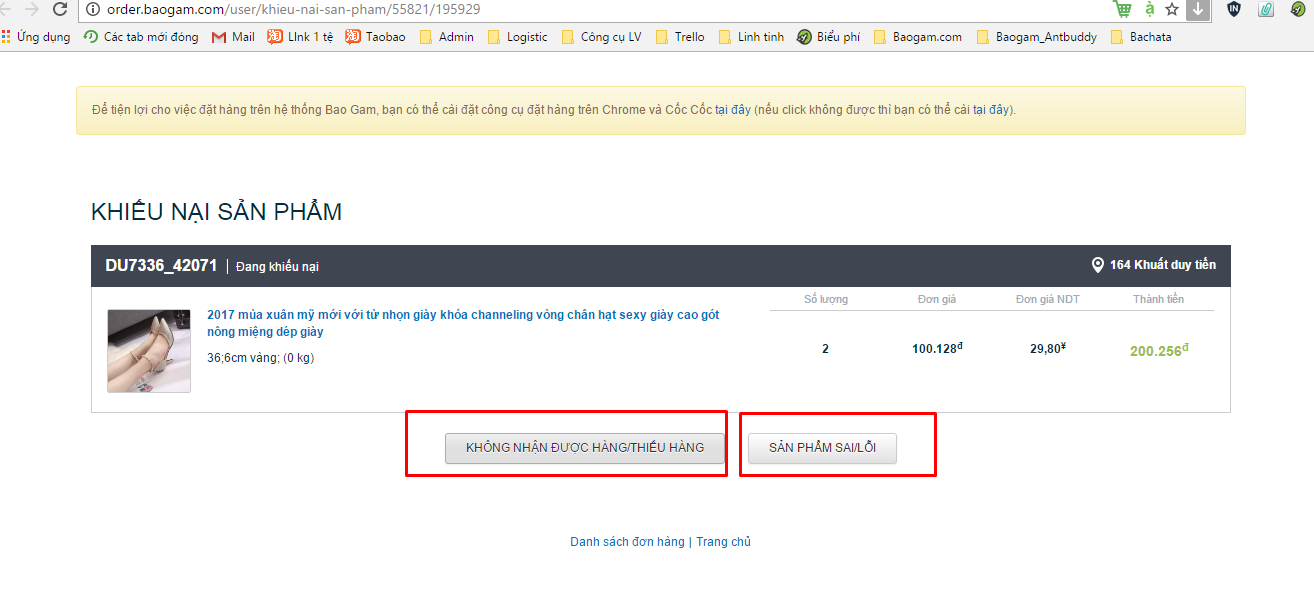 order.baogam.com/user/khieu-nai-san-pham/55821/195929
Ứng dụng Các tab mới đóng Mail LInk 1 tệ Taobao Admin Logistic Công cụ LV Trello Linh tinh Biểu phí Baogam.com Baogam_Antbuddy Bachata
Để tiện lợi cho việc đặt hàng trên hệ thống Bao Gam, bạn có thể cài đặt công cụ đặt hàng trên Chrome và Cốc Cốc tại đây (nếu click không được thì bạn có thể cài tại đây).
KHIẾU NẠI SẢN PHẨM
DU7336_42071 | Đang khiếu nại 164 Khuất duy tiến
Số lượng Đơn giá Đơn giá NDT Thành tiền
2017 mùa xuân mỹ mới với từ nhọn giày khóa channeling vòng chân hạt sexy giày cao gót
nông miệng dép giày
36;6cm vàng; (0 kg)
2 100.128đ 29,80¥ 200.256đ
KHÔNG NHẬN ĐƯỢC HÀNG/THIẾU HÀNG SẢN PHẨM SAI/LỖI
Danh sách đơn hàng | Trang chủ